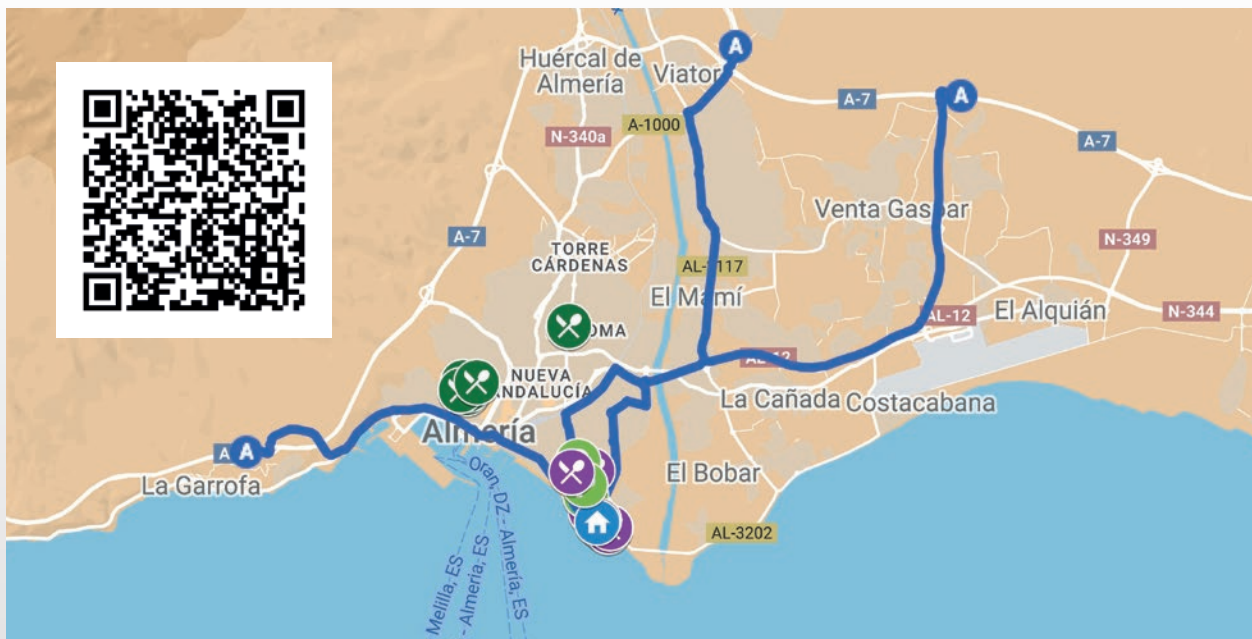 Huércal de
Almería
Viator
A
A
A-7
A-1000
N-340a
A-7
Venta Gaspar
A-7
N-349
TORRE
CÁRDENAS
El Mamí
AL-12
El Alquián
N-344
OMA
AL-12
NUEVA
ANDALUCÍA
La Cañada
Costacabana
Almería
A
A
La Garrofa
El Bobar
AL-3202
Oran, DZ - Almería, ES
Melilla, ES
- Almería, ES